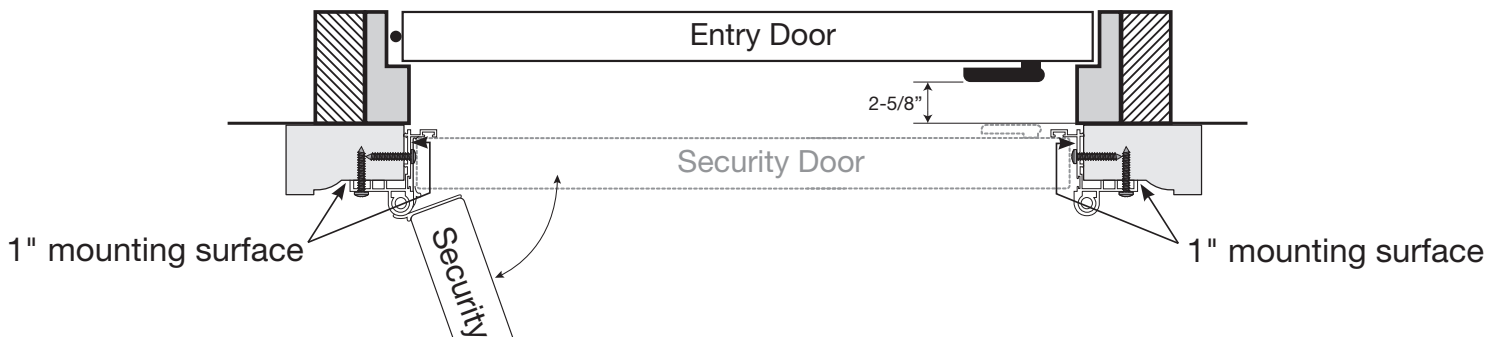 Entry Door
2-5/8”
Security Door
1" mounting surface
1" mounting surface
Security